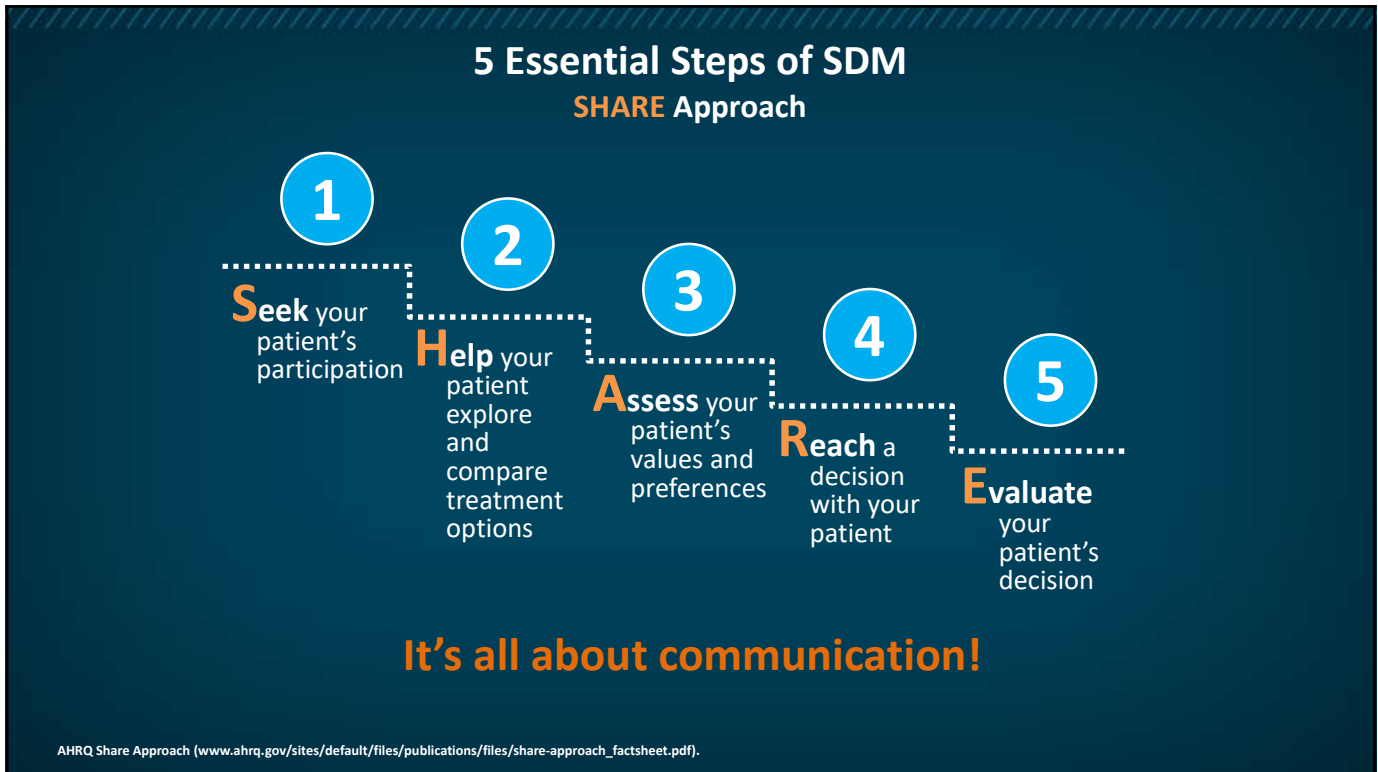 5 Essential Steps of SDM
SHARE Approach
1
Seek your
patient’s
participation
2
Help your
patient
explore
and
compare
treatment
options
3
Assess your
patient’s
values and
preferences
4
Reach a
decision
with your
patient
5
Evaluate
your
patient’s
decision
It’s all about communication!
AHRQ Share Approach (www.ahrq.gov/sites/default/files/publications/files/share-approach_factsheet.pdf).